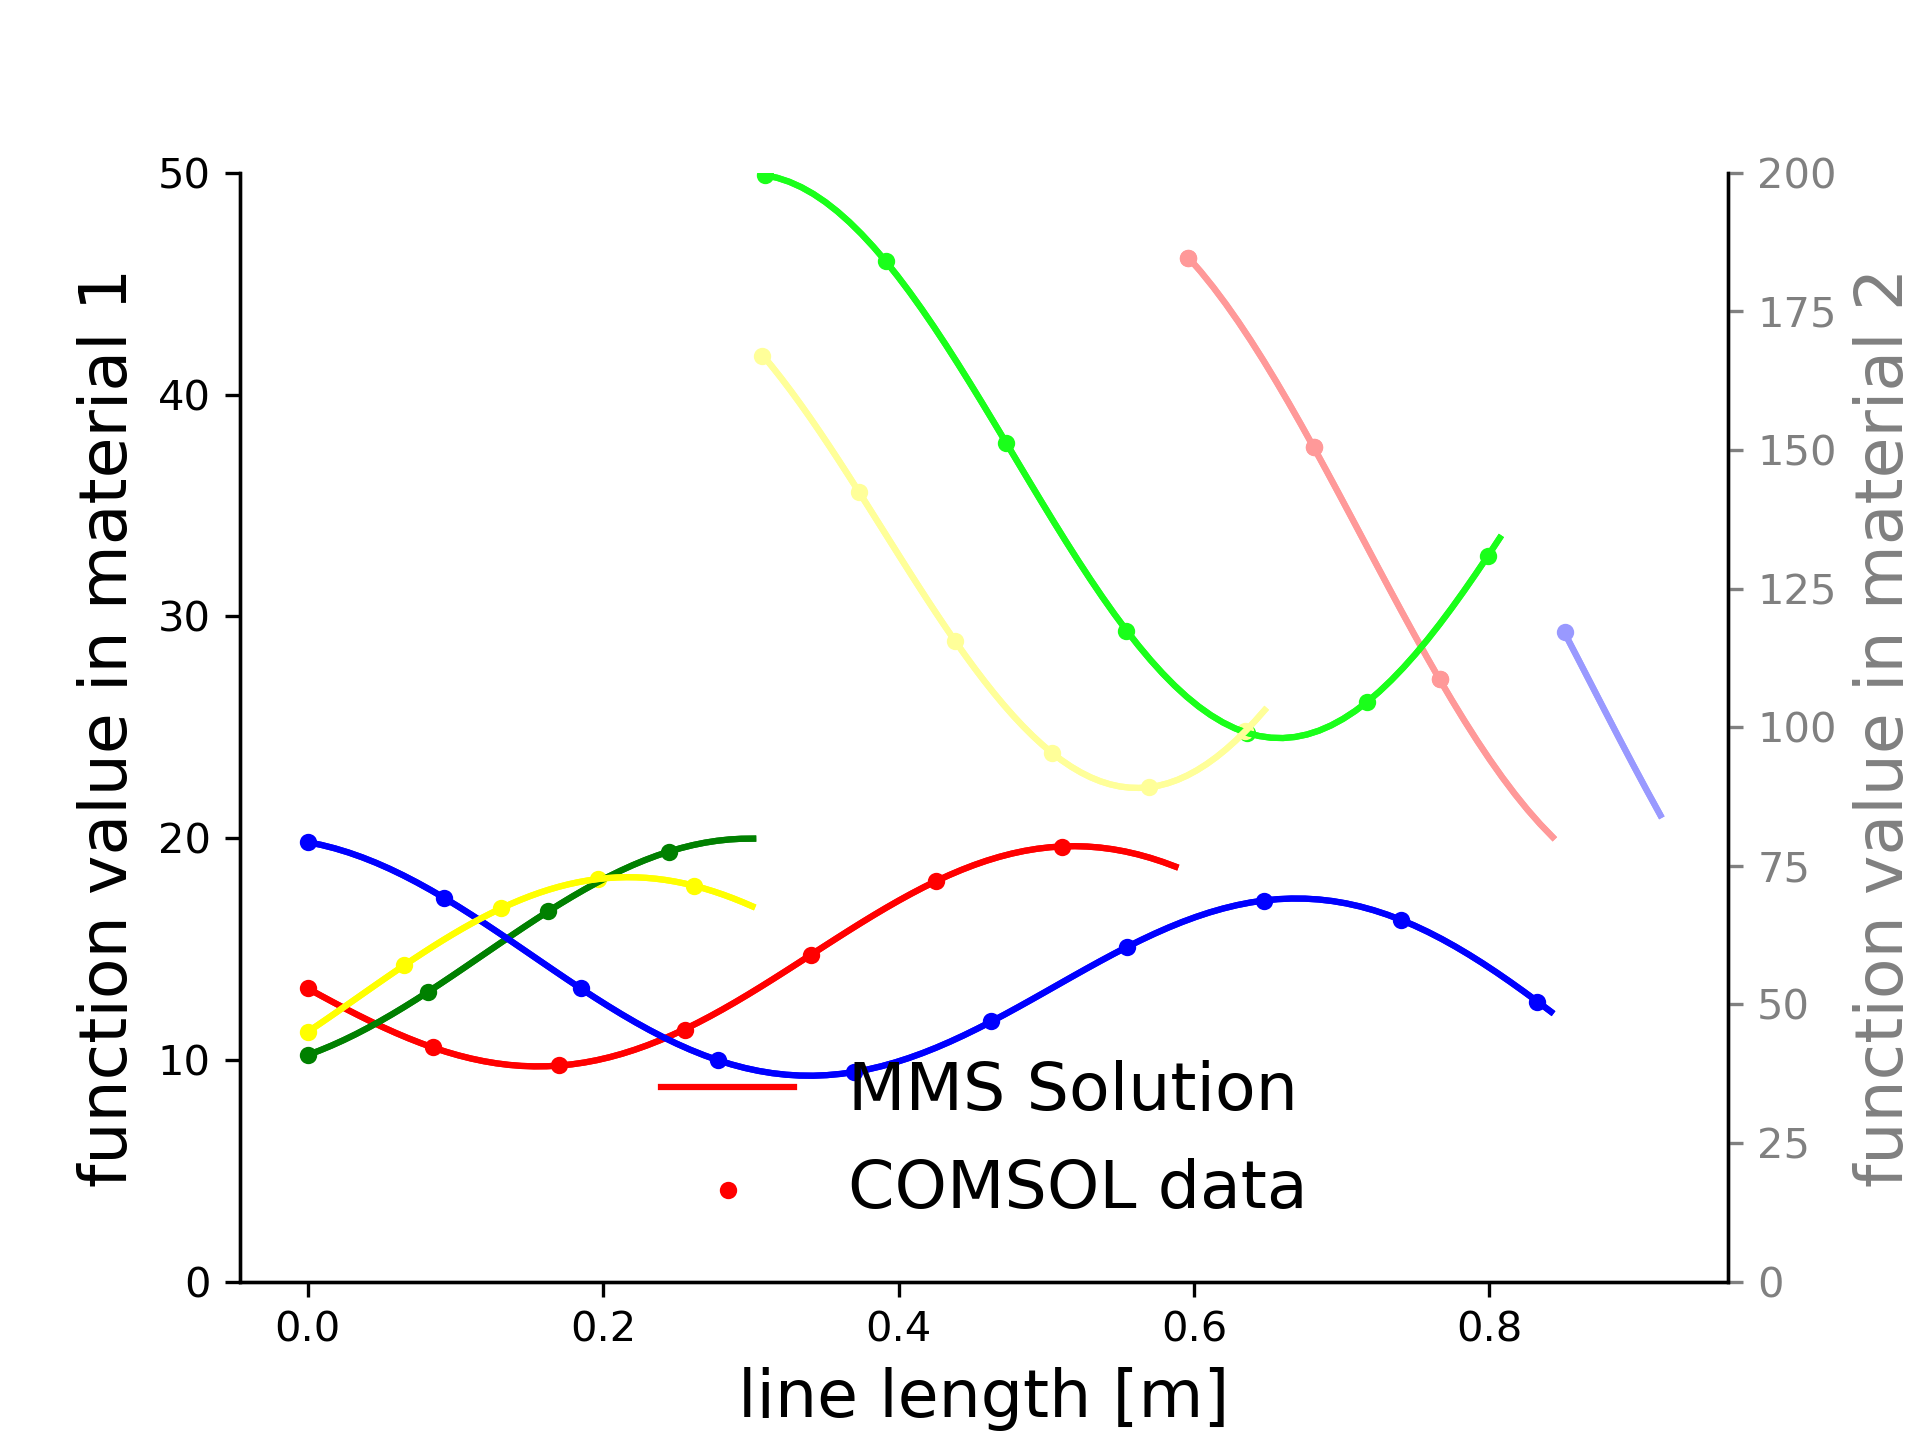 function value in material 1
50
40
30
20
10
0
200
175
150
125
100
75
50
25
0
function value in material 2
MMS Solution
COMSOL data
0.0 0.2 0.4 0.6 0.8
line length [m]